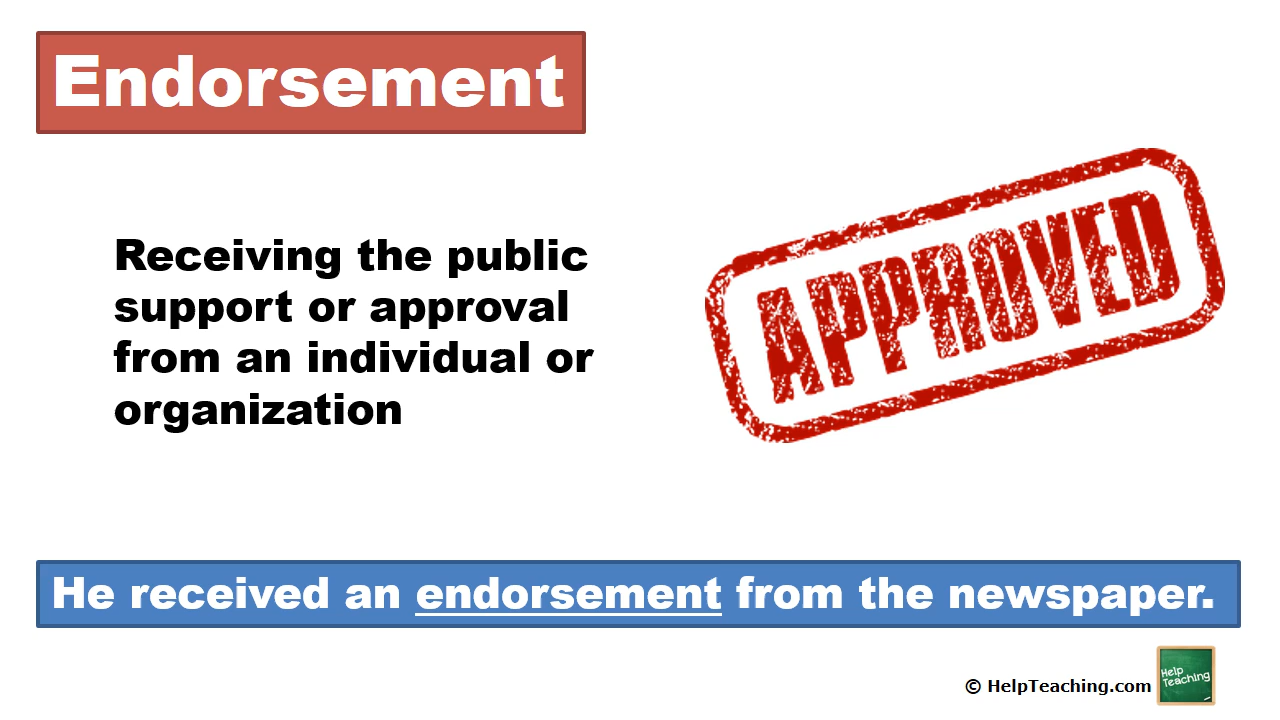 Endorsement
Receiving the public
support or approval
from an individual or
organization
APPROVED
He received an endorsement from the newspaper.
© HelpTeaching.com
Help
Teaching